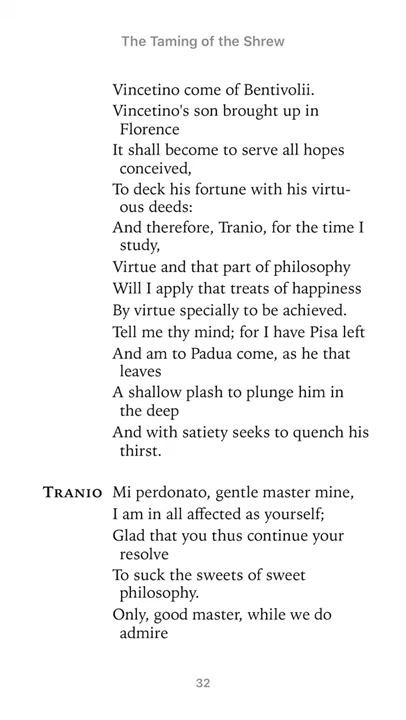 The Taming of the Shrew
Vincetino come of Bentivolii.
Vincetino's son brought up in
Florence
It shall become to serve all hopes
conceived,
To deck his fortune with his virtu-
ous deeds:
And therefore, Tranio, for the time I
study,
Virtue and that part of philosophy
Will I apply that treats of happiness
By virtue specially to be achieved.
Tell me thy mind; for I have Pisa left
And am to Padua come, as he that
leaves
A shallow plash to plunge him in
the deep
And with satiety seeks to quench his
thirst.
TRANIO Mi perdonato, gentle master mine,
I am in all affected as yourself;
Glad that you thus continue your
resolve
To suck the sweets of sweet
philosophy.
Only, good master, while we do
admire
32